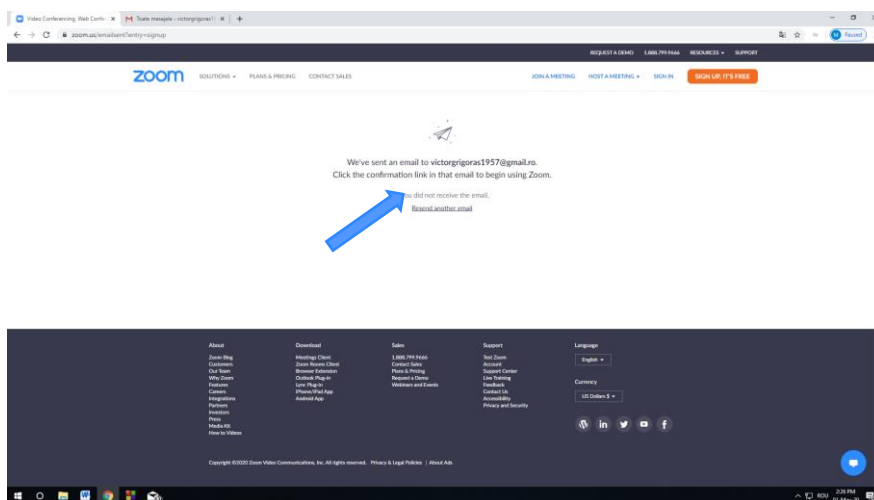 Video Conferencing, Web Confe
Toate mesajele - victorgrigoras1
zoom.us/emailsent?entry=signup
Paused
REQUEST A DEMO 1.888.799.9666 RESOURCES SUPPORT
zoom SOLUTIONS PLANS & PRICING CONTACT SALES JOIN A MEETING HOST A MEETING SIGN IN SIGN UP, IT'S FREE
We've sent an email to victorgrigoras1957@gmail.ro.
Click the confirmation link in that email to begin using Zoom.
ou did not receive the email,
Resend another email
About
Zoom Blog
Customers
Our Team
Why Zoom
Features
Careers
Integrations
Partners
Investors
Press
Media Kit
How to Videos
Download
Meetings Client
Zoom Rooms Client
Browser Extension
Outlook Plug-in
Lync Plug-in
iPhone/iPad App
Android App
Sales
1.888.799.9666
Contact Sales
Plans & Pricing
Request a Demo
Webinars and Events
Support
Test Zoom
Account
Support Center
Live Training
Feedback
Contact Us
Accessibility
Privacy and Security
Language
English
Currency
US Dollars $
Copyright ©2020 Zoom Video Communications, Inc. All rights reserved. Privacy & Legal Policies | About Ads
ROU 2:28 PM